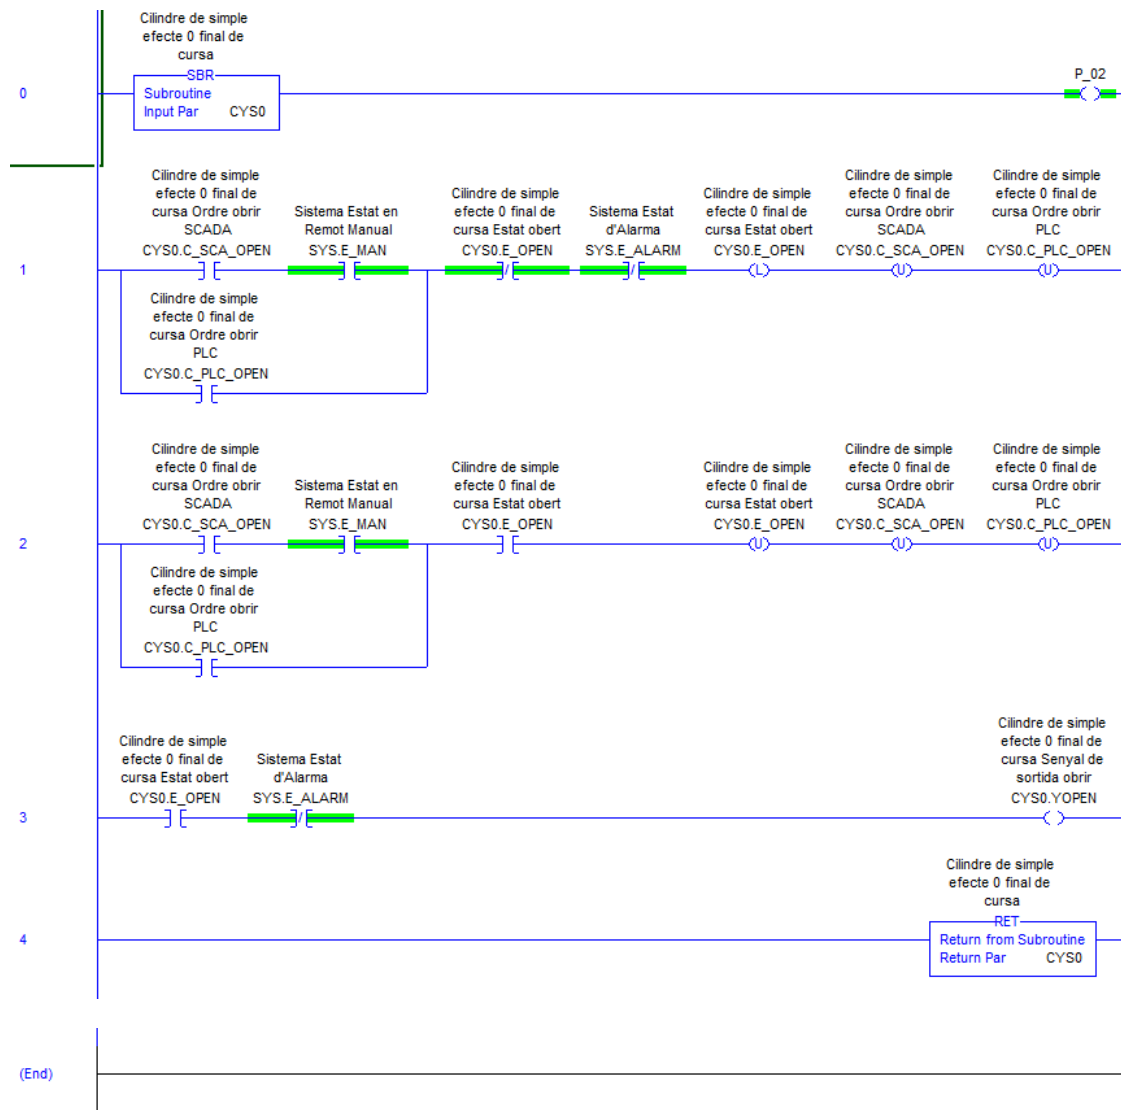 Cilindre de simple
efecte 0 final de
cursa
SBR
Subroutine
Input Par CYS0
P_02
0
Cilindre de simple
efecte 0 final de
cursa Ordre obrir
SCADA
CYS0.C_SCA_OPEN
Sistema Estat en
Remot Manual
SYS.E_MAN
Cilindre de simple
efecte 0 final de
cursa Estat obert
CYS0.E_OPEN
Sistema Estat
d'Alarma
SYS.E_ALARM
Cilindre de simple
efecte 0 final de
cursa Estat obert
CYS0.E_OPEN
L
Cilindre de simple
efecte 0 final de
cursa Ordre obrir
SCADA
CYS0.C_SCA_OPEN
U
Cilindre de simple
efecte 0 final de
cursa Ordre obrir
PLC
CYS0.C_PLC_OPEN
U
1
Cilindre de simple
efecte 0 final de
cursa Ordre obrir
PLC
CYS0.C_PLC_OPEN
Cilindre de simple
efecte 0 final de
cursa Ordre obrir
SCADA
CYS0.C_SCA_OPEN
Sistema Estat en
Remot Manual
SYS.E_MAN
Cilindre de simple
efecte 0 final de
cursa Estat obert
CYS0.E_OPEN
Cilindre de simple
efecte 0 final de
cursa Estat obert
CYS0.E_OPEN
U
Cilindre de simple
efecte 0 final de
cursa Ordre obrir
SCADA
CYS0.C_SCA_OPEN
U
Cilindre de simple
efecte 0 final de
cursa Ordre obrir
PLC
CYS0.C_PLC_OPEN
U
2
Cilindre de simple
efecte 0 final de
cursa Ordre obrir
PLC
CYS0.C_PLC_OPEN
Cilindre de simple
efecte 0 final de
cursa Estat obert
CYS0.E_OPEN
Sistema Estat
d'Alarma
SYS.E_ALARM
Cilindre de simple
efecte 0 final de
cursa Senyal de
sortida obrir
CYS0.YOPEN
3
Cilindre de simple
efecte 0 final de
cursa
RET
Return from Subroutine
Return Par CYS0
4
(End)